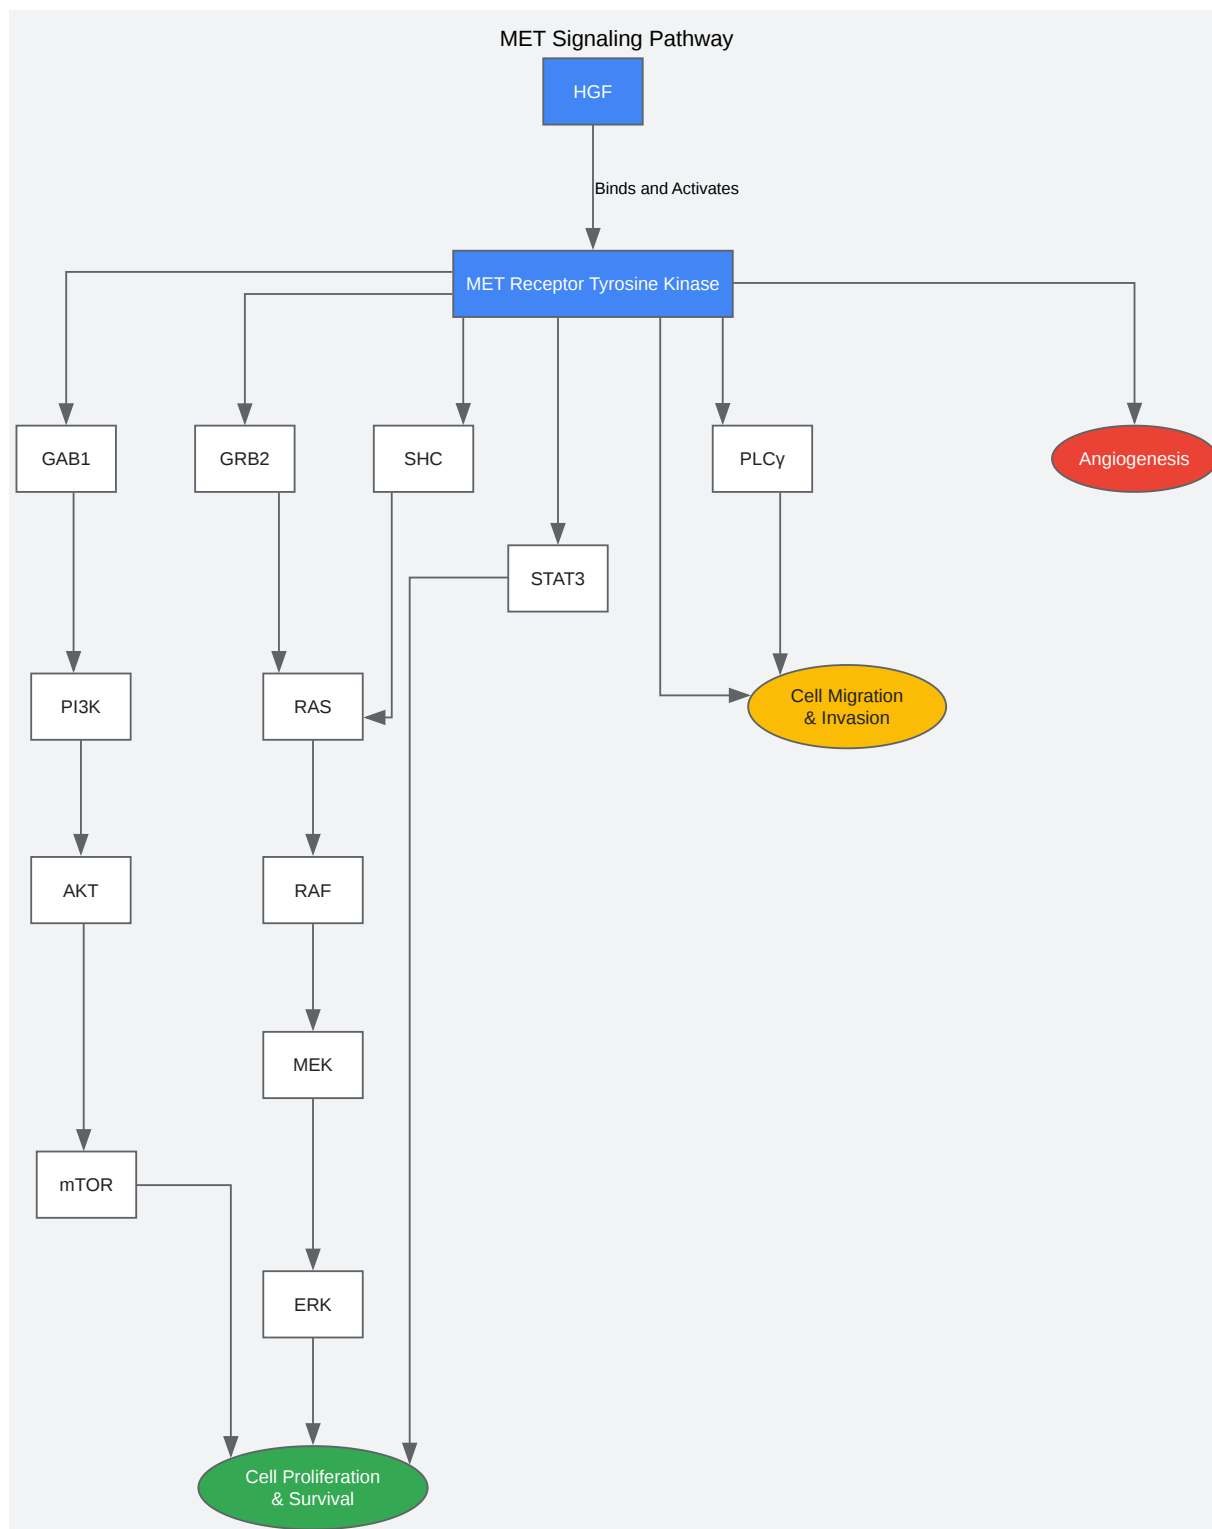 MET Signaling Pathway
HGF
Binds and Activates
MET Receptor Tyrosine Kinase
GAB1
GRB2
SHC
PLCγ
Angiogenesis
STAT3
PI3K
RAS
Cell Migration
& Invasion
AKT
RAF
MEK
mTOR
ERK
Cell Proliferation
& Survival